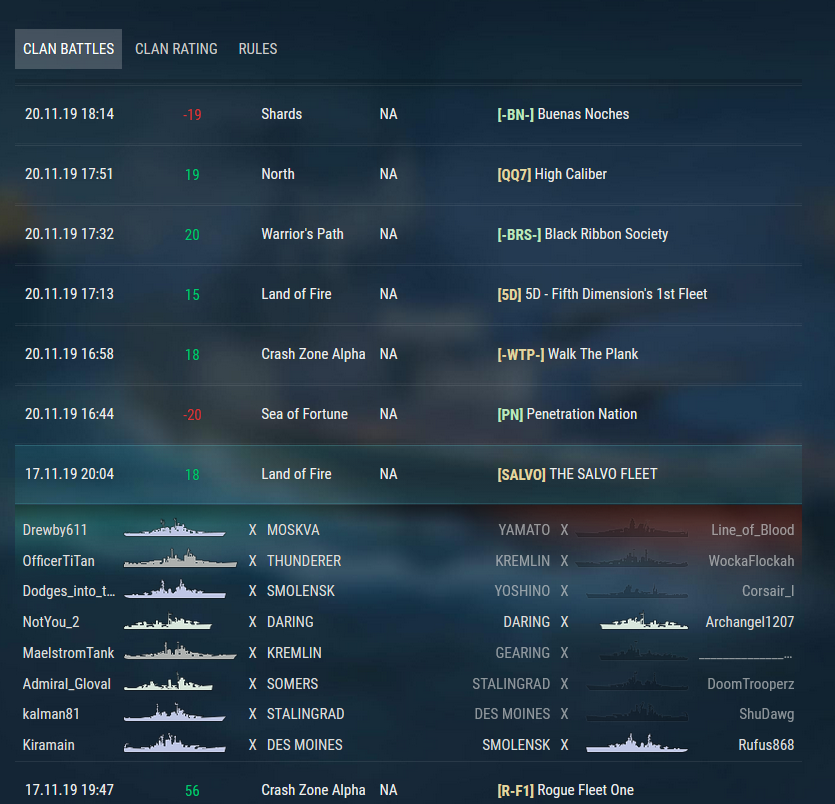 CLAN BATTLES CLAN RATING RULES
20.11.19 18:14 -19 Shards NA [-BN-] Buenas Noches
20.11.19 17:51 19 North NA [QQ7] High Caliber
20.11.19 17:32 20 Warrior's Path NA [-BRS-] Black Ribbon Society
20.11.19 17:13 15 Land of Fire NA [5D] 5D - Fifth Dimension's 1st Fleet
20.11.19 16:58 18 Crash Zone Alpha NA [-WTP-] Walk The Plank
20.11.19 16:44 -20 Sea of Fortune NA [PN] Penetration Nation
17.11.19 20:04 18 Land of Fire NA [SALVO] THE SALVO FLEET
Drewby611 X MOSKVA YAMATO X Line_of_Blood
OfficerTiTan X THUNDERER KREMLIN X WockaFlockah
Dodges_into_t... X SMOLENSK YOSHINO X Corsair_I
NotYou_2 X DARING DARING X Archangel1207
MaelstromTank X KREMLIN GEARING X ______________...
Admiral_Gloval X SOMERS STALINGRAD X DoomTrooperz
kalman81 X STALINGRAD DES MOINES X ShuDawg
Kiramain X DES MOINES SMOLENSK X Rufus868
17.11.19 19:47 56 Crash Zone Alpha NA [R-F1] Rogue Fleet One